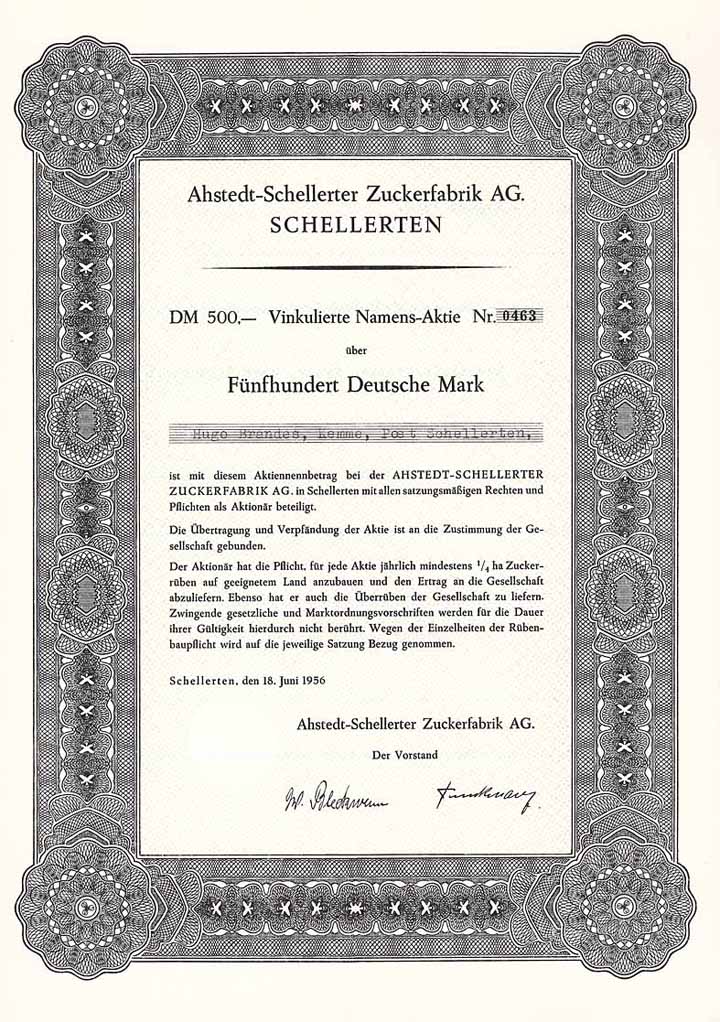 Ahstedt-Schellerter Zuckerfabrik AG.
SCHELLERTEN
DM 500,— Vinkulierte Namens-Aktie Nr. 0463
über
Fünfhundert Deutsche Mark
Hugo Brandes, Kemme, Post Schellerten,
ist mit diesem Aktiennennbetrag bei der AHSTEDT-SCHELLERTER
ZUCKERFABRIK AG. in Schellerten mit allen satzungsmäßigen Rechten und
Pflichten als Aktionär beteiligt.
Die Übertragung und Verpfändung der Aktie ist an die Zustimmung der Ge-
sellschaft gebunden.
Der Aktionär hat die Pflicht, für jede Aktie jährlich mindestens 1/4 ha Zucker-
rüben auf geeignetem Land anzubauen und den Ertrag an die Gesellschaft
abzuliefern. Ebenso hat er auch die Überrüben der Gesellschaft zu liefern.
Zwingende gesetzliche und Marktordnungsvorschriften werden für die Dauer
ihrer Gültigkeit hierdurch nicht berührt. Wegen der Einzelheiten der Rüben-
baupflicht wird auf die jeweilige Satzung Bezug genommen.
Schellerten, den 18. Juni 1956
Ahstedt-Schellerter Zuckerfabrik AG.
Der Vorstand
W.